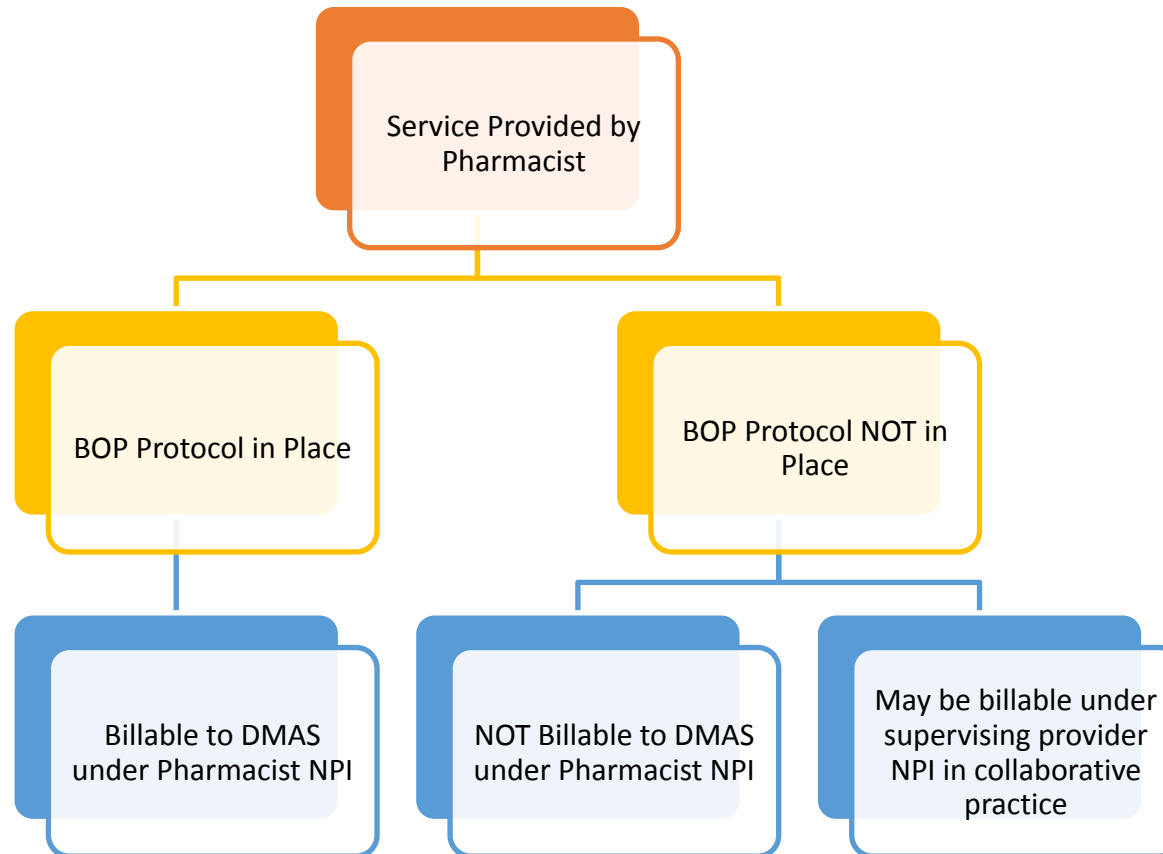 Service Provided by
Pharmacist
BOP Protocol in Place
BOP Protocol NOT in
Place
Billable to DMAS
under Pharmacist NPI
NOT Billable to DMAS
under Pharmacist NPI
May be billable under
supervising provider
NPI in collaborative
practice